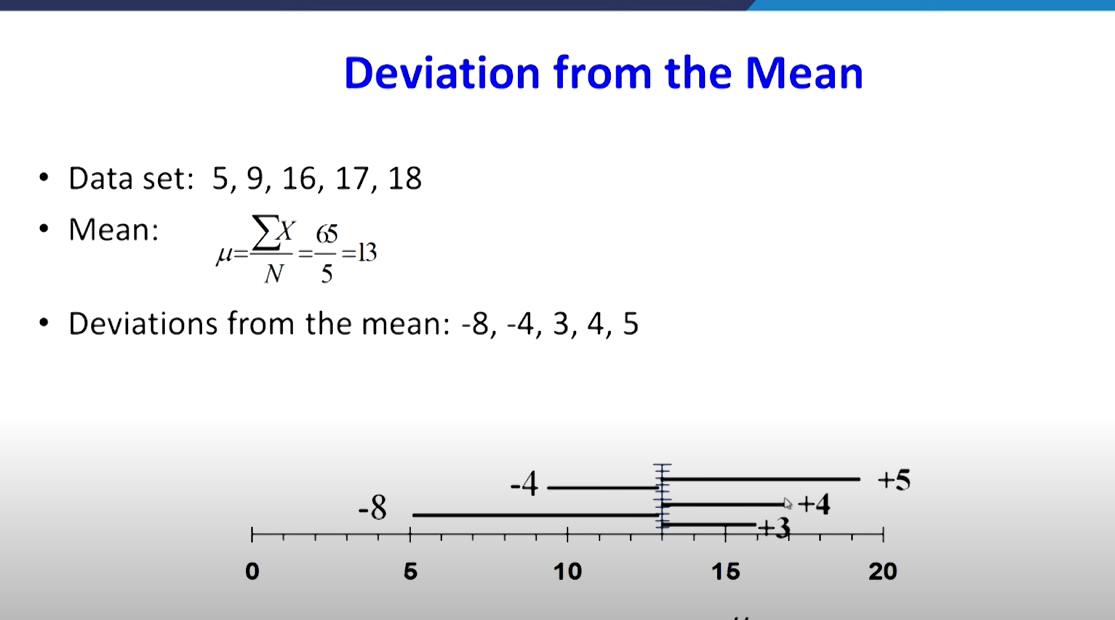 Deviation from the Mean
• Data set: 5, 9, 16, 17, 18
• Mean: μ=∑X/N=65/5=13
• Deviations from the mean: -8, -4, 3, 4, 5
-4 +5
-8 +4
+3
0 5 10 15 20